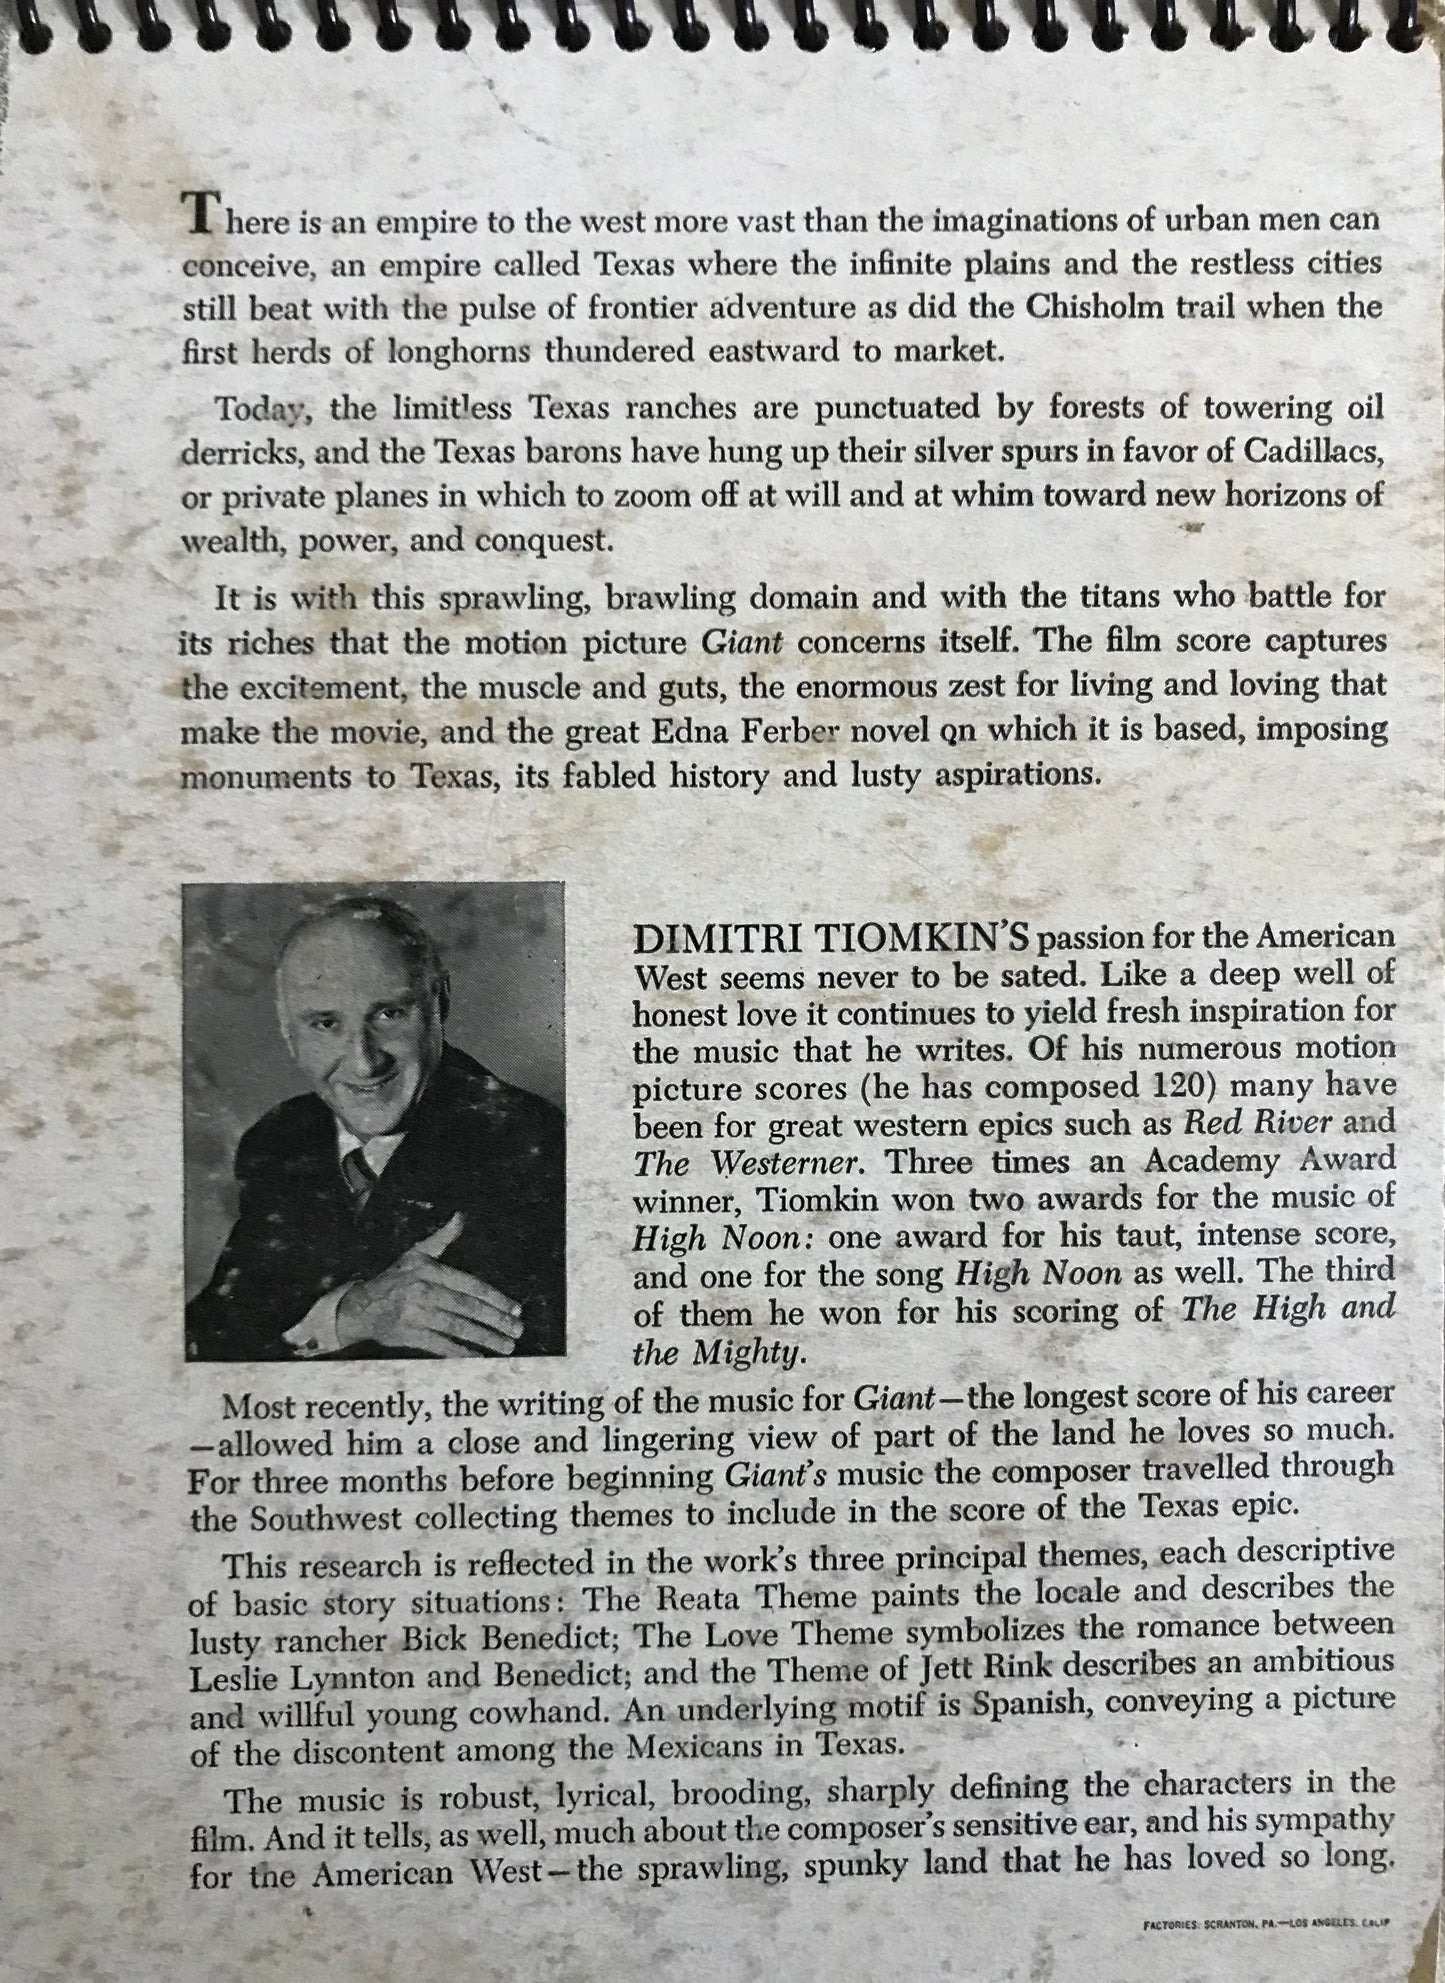 There is an empire to the west more vast than the imaginations of urban men can
conceive, an empire called Texas where the infinite plains and the restless cities
still beat with the pulse of frontier adventure as did the Chisholm trail when the
first herds of longhorns thundered eastward to market.
Today, the limitless Texas ranches are punctuated by forests of towering oil
derricks, and the Texas barons have hung up their silver spurs in favor of Cadillacs,
or private planes in which to zoom off at will and at whim toward new horizons of
wealth, power, and conquest.
It is with this sprawling, brawling domain and with the titans who battle for
its riches that the motion picture Giant concerns itself. The film score captures
the excitement, the muscle and guts, the enormous zest for living and loving that
make the movie, and the great Edna Ferber novel on which it is based, imposing
monuments to Texas, its fabled history and lusty aspirations.
DIMITRI TIOMKIN'S passion for the American
West seems never to be sated. Like a deep well of
honest love it continues to yield fresh inspiration for
the music that he writes. Of his numerous motion
picture scores (he has composed 120) many have
been for great western epics such as Red River and
The Westerner. Three times an Academy Award
winner, Tiomkin won two awards for the music of
High Noon: one award for his taut, intense score,
and one for the song High Noon as well. The third
of them he won for his scoring of The High and
the Mighty.
Most recently, the writing of the music for Giant—the longest score of his career
—allowed him a close and lingering view of part of the land he loves so much.
For three months before beginning Giant's music the composer travelled through
the Southwest collecting themes to include in the score of the Texas epic.
This research is reflected in the work's three principal themes, each descriptive
of basic story situations: The Reata Theme paints the locale and describes the
lusty rancher Bick Benedict; The Love Theme symbolizes the romance between
Leslie Lynnton and Benedict; and the Theme of Jett Rink describes an ambitious
and willful young cowhand. An underlying motif is Spanish, conveying a picture
of the discontent among the Mexicans in Texas.
The music is robust, lyrical, brooding, sharply defining the characters in the
film. And it tells, as well, much about the composer's sensitive ear, and his sympathy
for the American West—the sprawling, spunky land that he has loved so long.
FACTORIES: SCRANTON, PA.—LOS ANGELES, CALIF